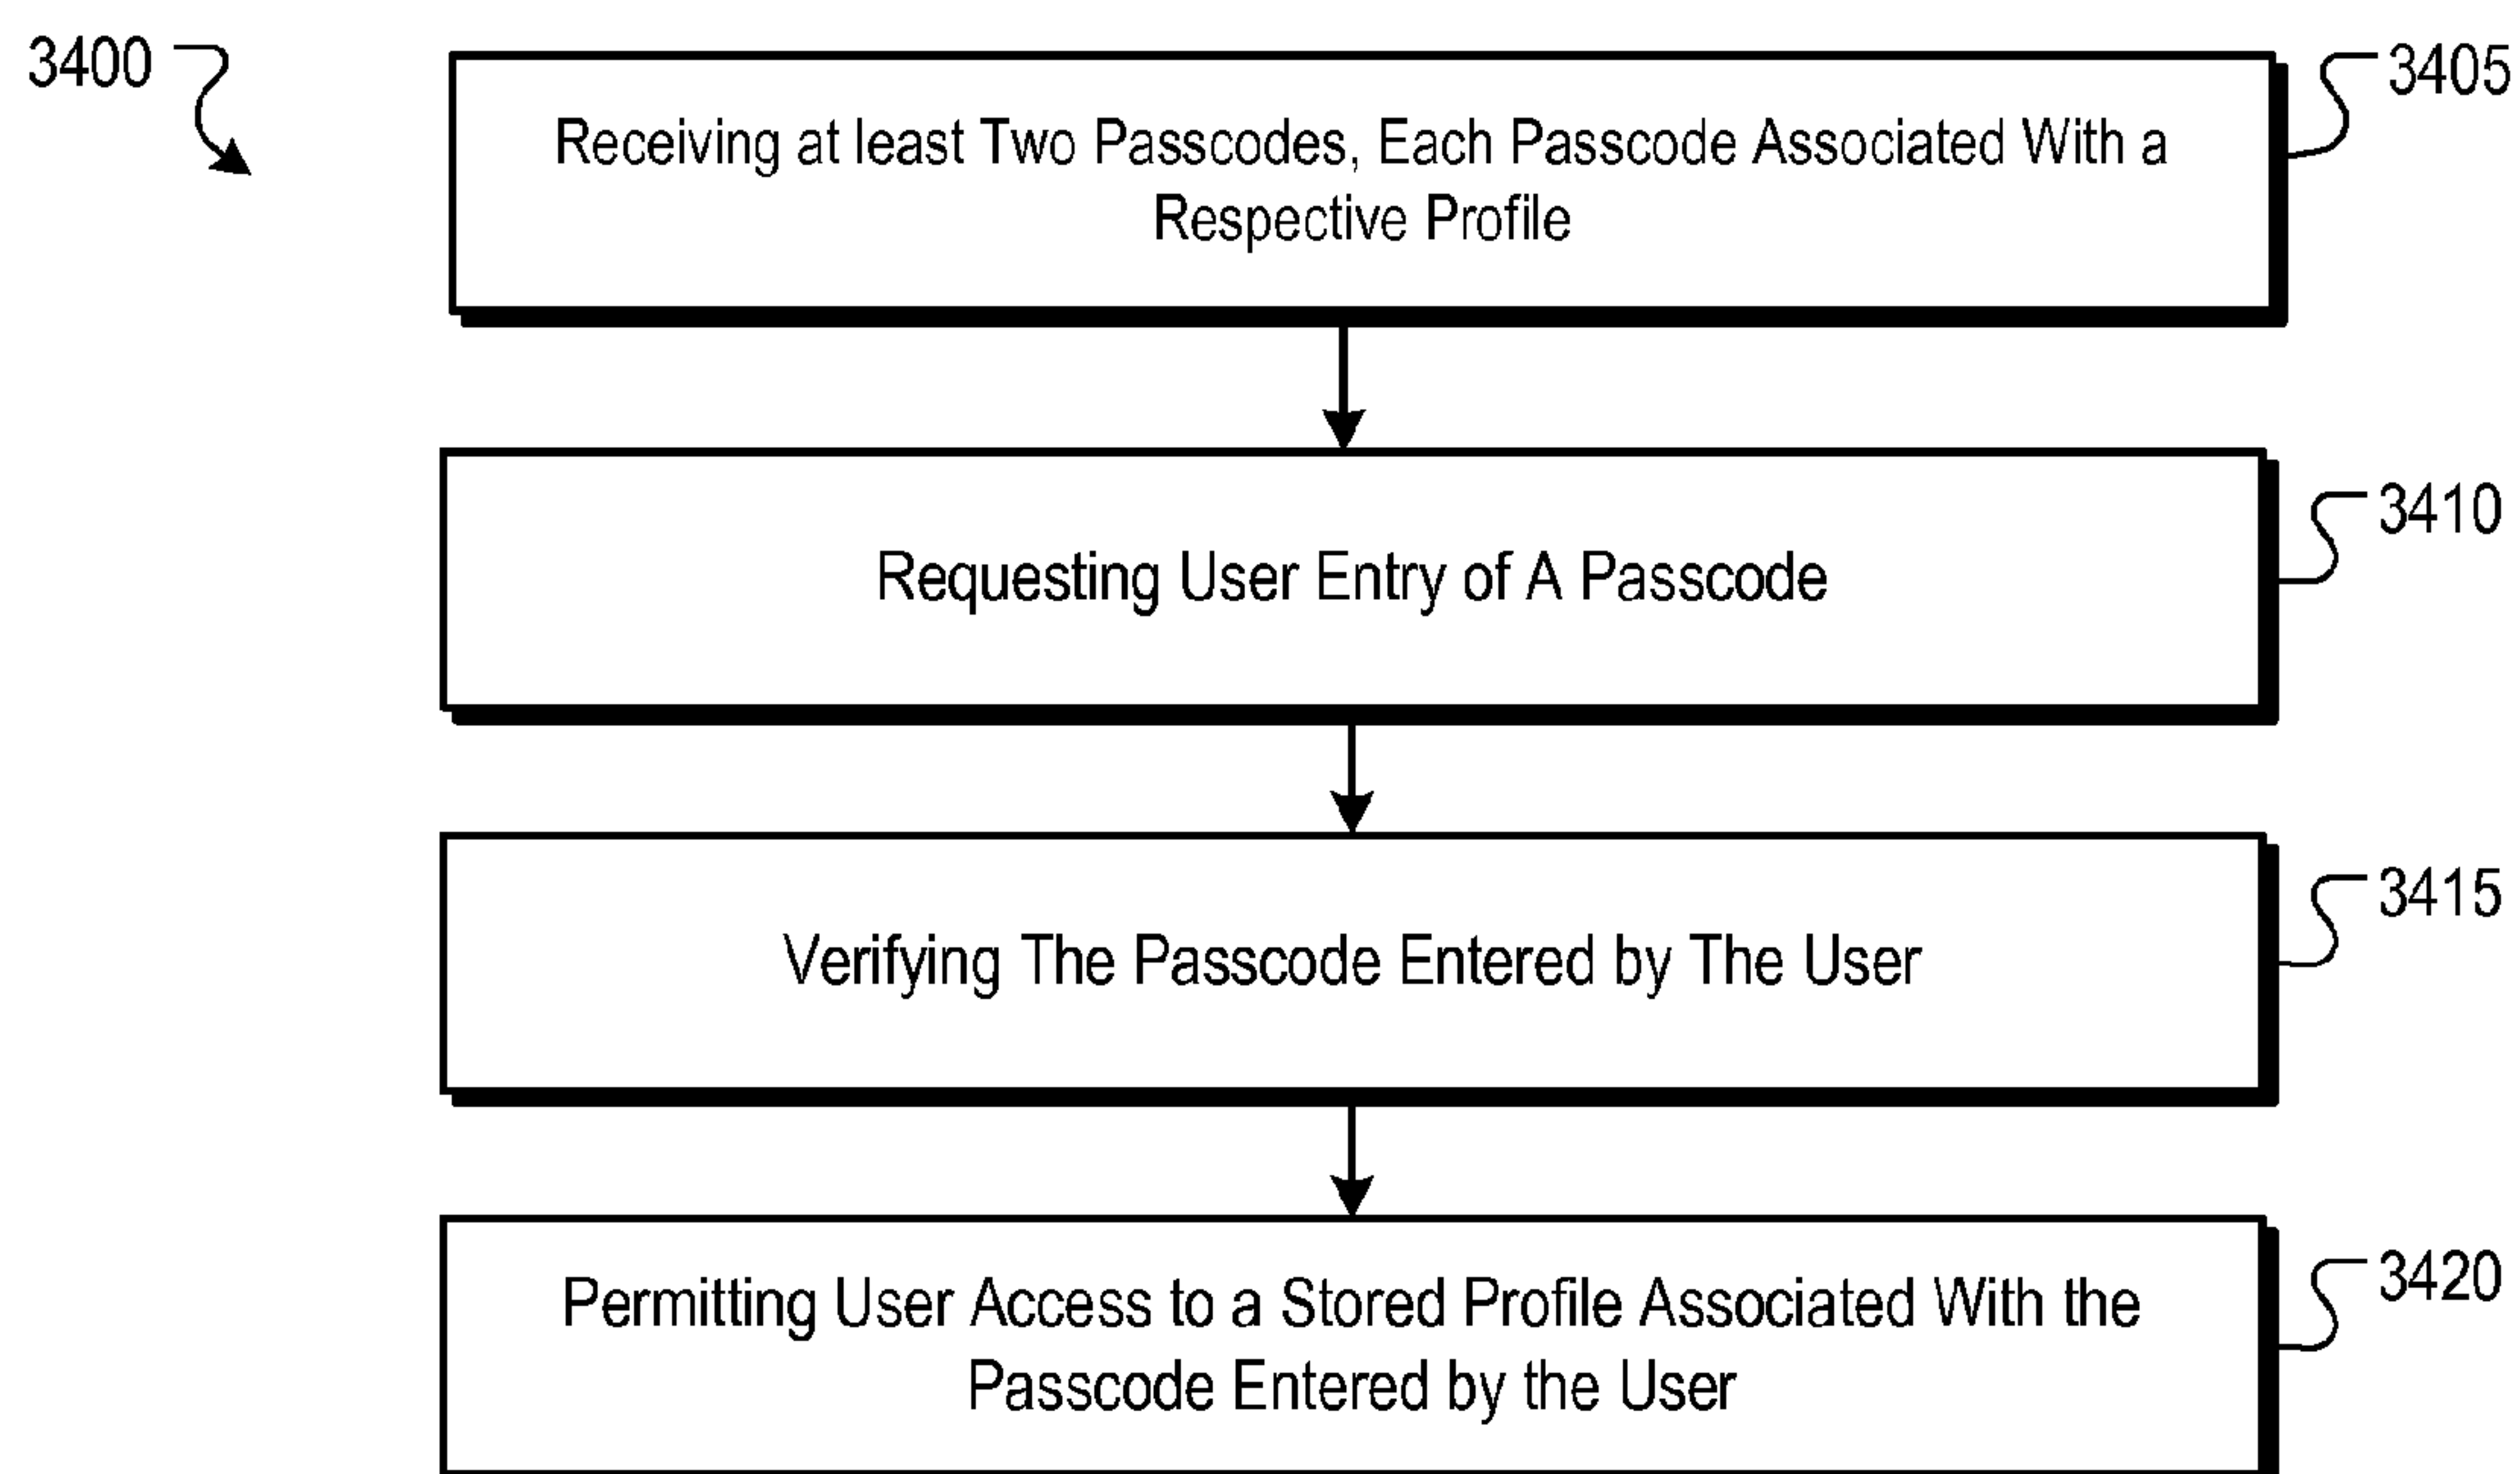 3400
3405
Receiving at least Two Passcodes, Each Passcode Associated With a
Respective Profile
3410
Requesting User Entry of A Passcode
3415
Verifying The Passcode Entered by The User
3420
Permitting User Access to a Stored Profile Associated With the
Passcode Entered by the User